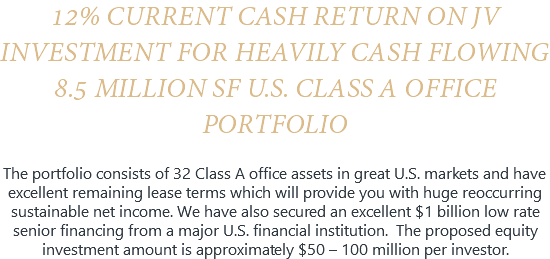 12% CURRENT CASH RETURN ON JV
INVESTMENT FOR HEAVILY CASH FLOWING
8.5 MILLION SF U.S. CLASS A OFFICE
PORTFOLIO
The portfolio consists of 32 Class A office assets in great U.S. markets and have
excellent remaining lease terms which will provide you with huge reoccurring
sustainable net income. We have also secured an excellent $1 billion low rate
senior financing from a major U.S. financial institution.  The proposed equity
investment amount is approximately $50 – 100 million per investor.